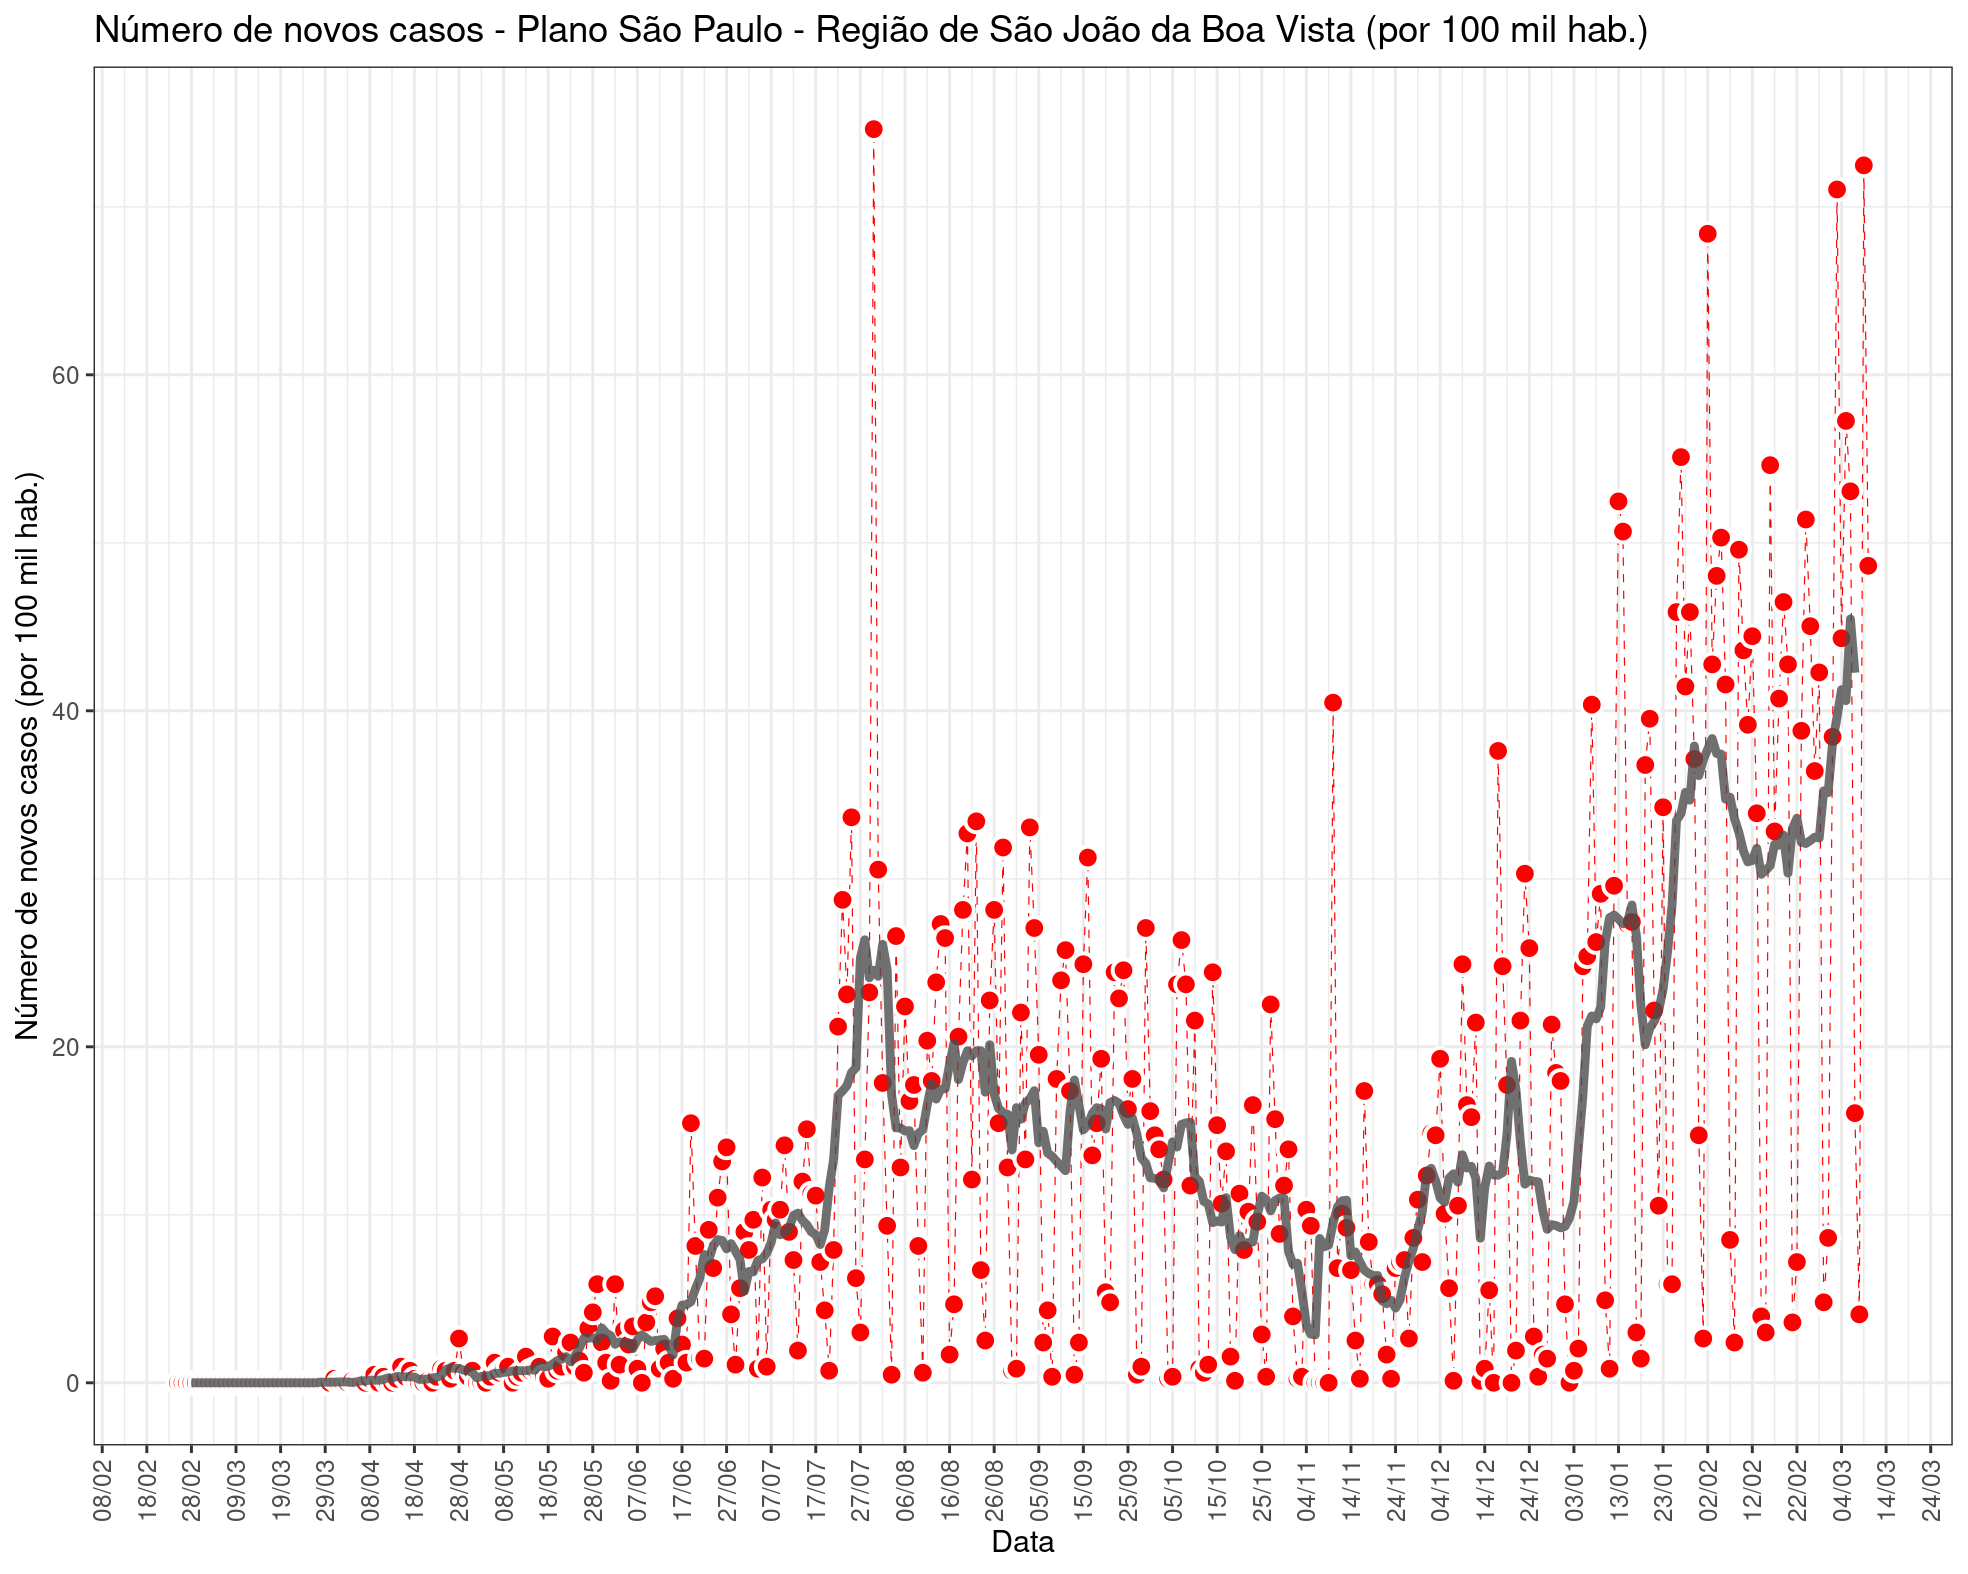 Número de novos casos - Plano São Paulo - Região de São João da Boa Vista (por 100 mil hab.)
Número de novos casos (por 100 mil hab.)
60
40
20
0
08/02 18/02 28/02 09/03 19/03 29/03 08/04 18/04 28/04 08/05 18/05 28/05 07/06 17/06 27/06 07/07 17/07 27/07 06/08 16/08 26/08 05/09 15/09 25/09 05/10 15/10 25/10 04/11 14/11 24/11 04/12 14/12 24/12 03/01 13/01 23/01 02/02 12/02 22/02 04/03 14/03 24/03
Data